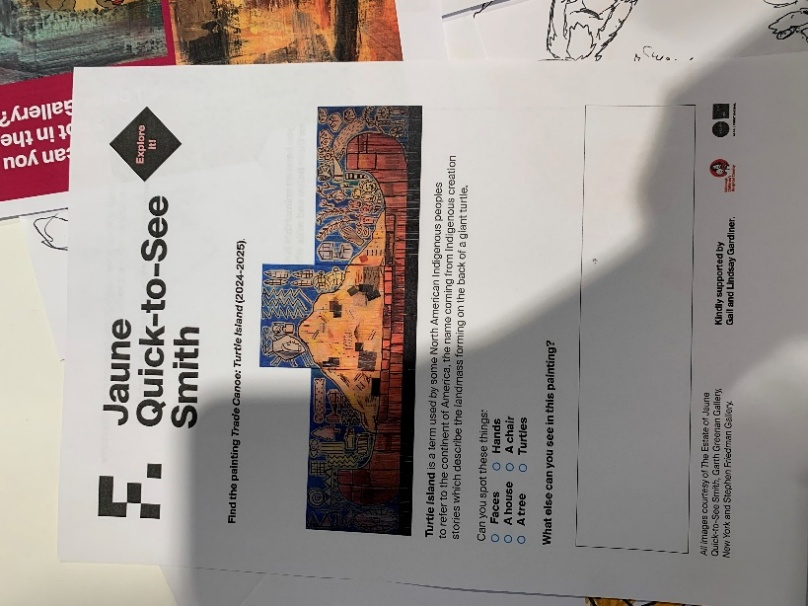 Jaune
Quick-to-See
Smith
Explore
it!
Find the painting Trade Canoe: Turtle Island (2024-2025).
Turtle Island is a term used by some North American Indigenous peoples
to refer to the continent of America, the name coming from Indigenous creation
stories which describe the landmass forming on the back of a giant turtle.
Can you spot these things:
Faces
Hands
A house
A chair
A tree
Turtles
What else can you see in this painting?
All images courtesy of The Estate of Jaune
Quick-to-See Smith, Garth Greenan Gallery,
New York and Stephen Friedman Gallery.
Kindly supported by
Gail and Lindsay Gardiner.
can you
ot in the
Gallery?